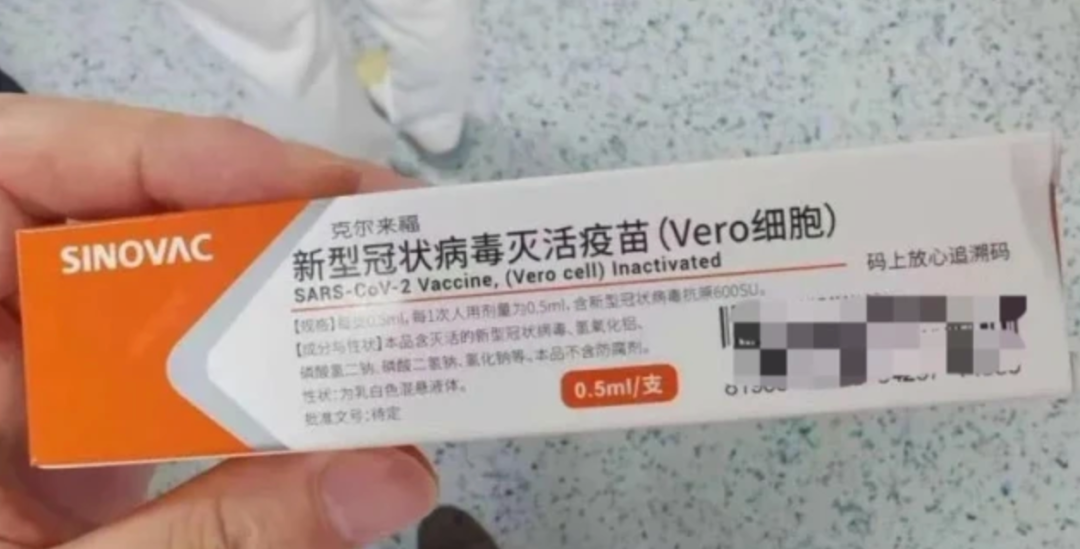 SINOVAC
克尔来福
新型冠状病毒灭活疫苗(Vero细胞)
SARS-CoV-2 Vaccine, (Vero cell) Inactivated
码上放心追溯码
【规格】每支0.5ml,每1次人用剂量为0.5ml,含新型冠状病毒抗原600SU。
【成分与性状】本品含灭活的新型冠状病毒、氢氧化铝、
磷酸氢二钠、磷酸二氢钠、氯化钠等。本品不含防腐剂。
性状:为乳白色混悬液体。
批准文号:待定
0.5ml/支